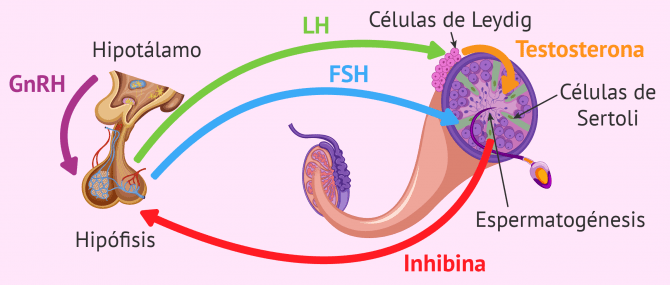 Células de Leydig
LH
Hipotálamo
Testosterona
GnRH
FSH
Células de
Sertoli
Espermatogénesis
Hipófisis
Inhibina